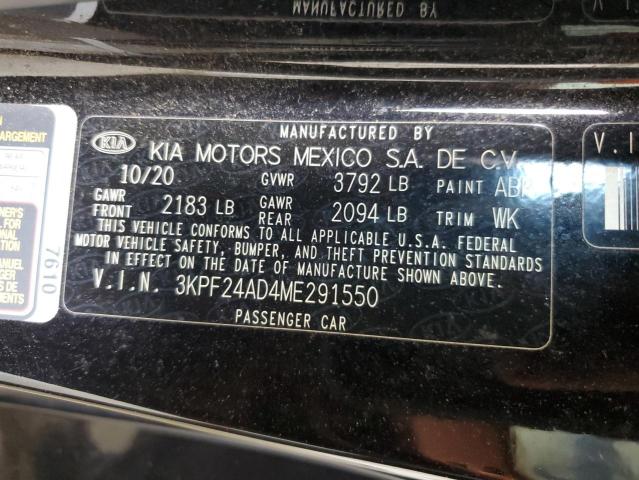 MANUFACTURED BY
MANUFACTURED BY
KIA KIA MOTORS MEXICO S.A. DE C.V.
10/20 GVWR 3792 LB PAINT
GAWR FRONT 2183 LB GAWR REAR 2094 LB TRIM WK
THIS VEHICLE CONFORMS TO ALL APPLICABLE U.S.A. FEDERAL
MOTOR VEHICLE SAFETY, BUMPER, AND THEFT PREVENTION STANDARDS
IN EFFECT ON THE DATE OF MANUFACTURE SHOWN ABOVE.
V.I.N. 3KPF24AD4ME291550
PASSENGER CAR
7610
V.I